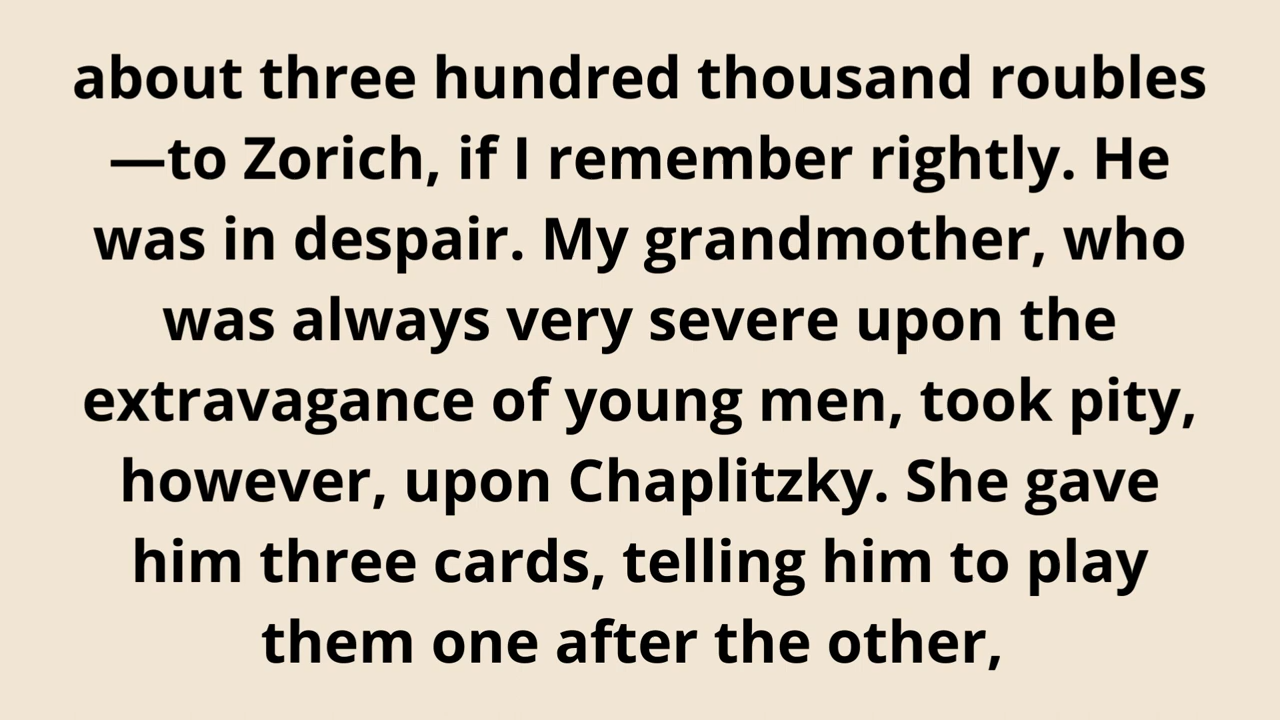 about three hundred thousand roubles
—to Zorich, if I remember rightly. He
was in despair. My grandmother, who
was always very severe upon the
extravagance of young men, took pity,
however, upon Chaplitzky. She gave
him three cards, telling him to play
them one after the other,